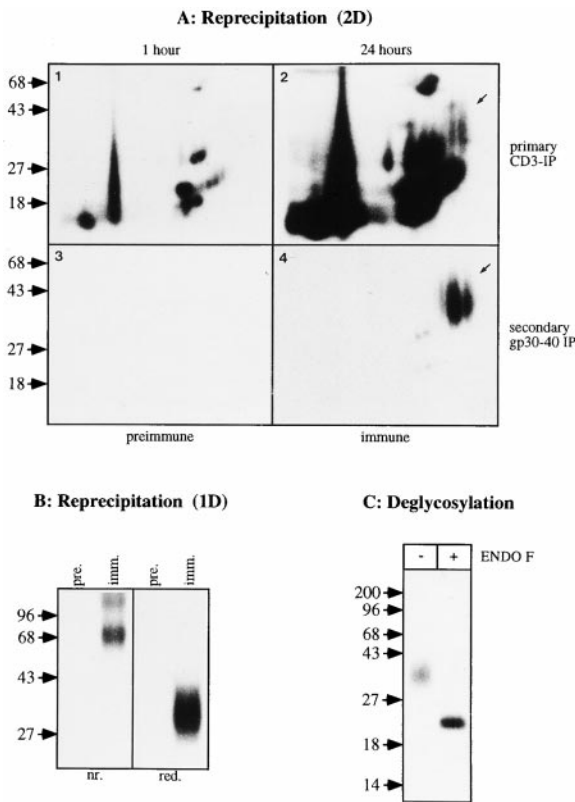 A: Reprecipitation (2D)
1 hour 24 hours
1 2
68
43
27
18
primary
CD3-IP
3 4
68
43
27
18
secondary
gp30-40 IP
preimmune immune
B: Reprecipitation (1D)
pre. imm. pre. imm.
96
68
43
27
nr. red.
C: Deglycosylation
- + ENDO F
200
96
68
43
27
18
14